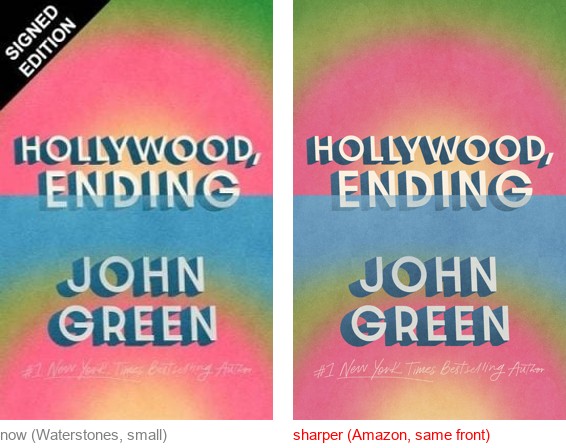 SIGNED
EDITION
HOLLYWOOD,
ENDING
JOHN
GREEN
#1 New York Times Bestselling Author
now (Waterstones, small)
HOLLYWOOD,
ENDING
JOHN
GREEN
#1 New York Times Bestselling Author
sharper (Amazon, same front)